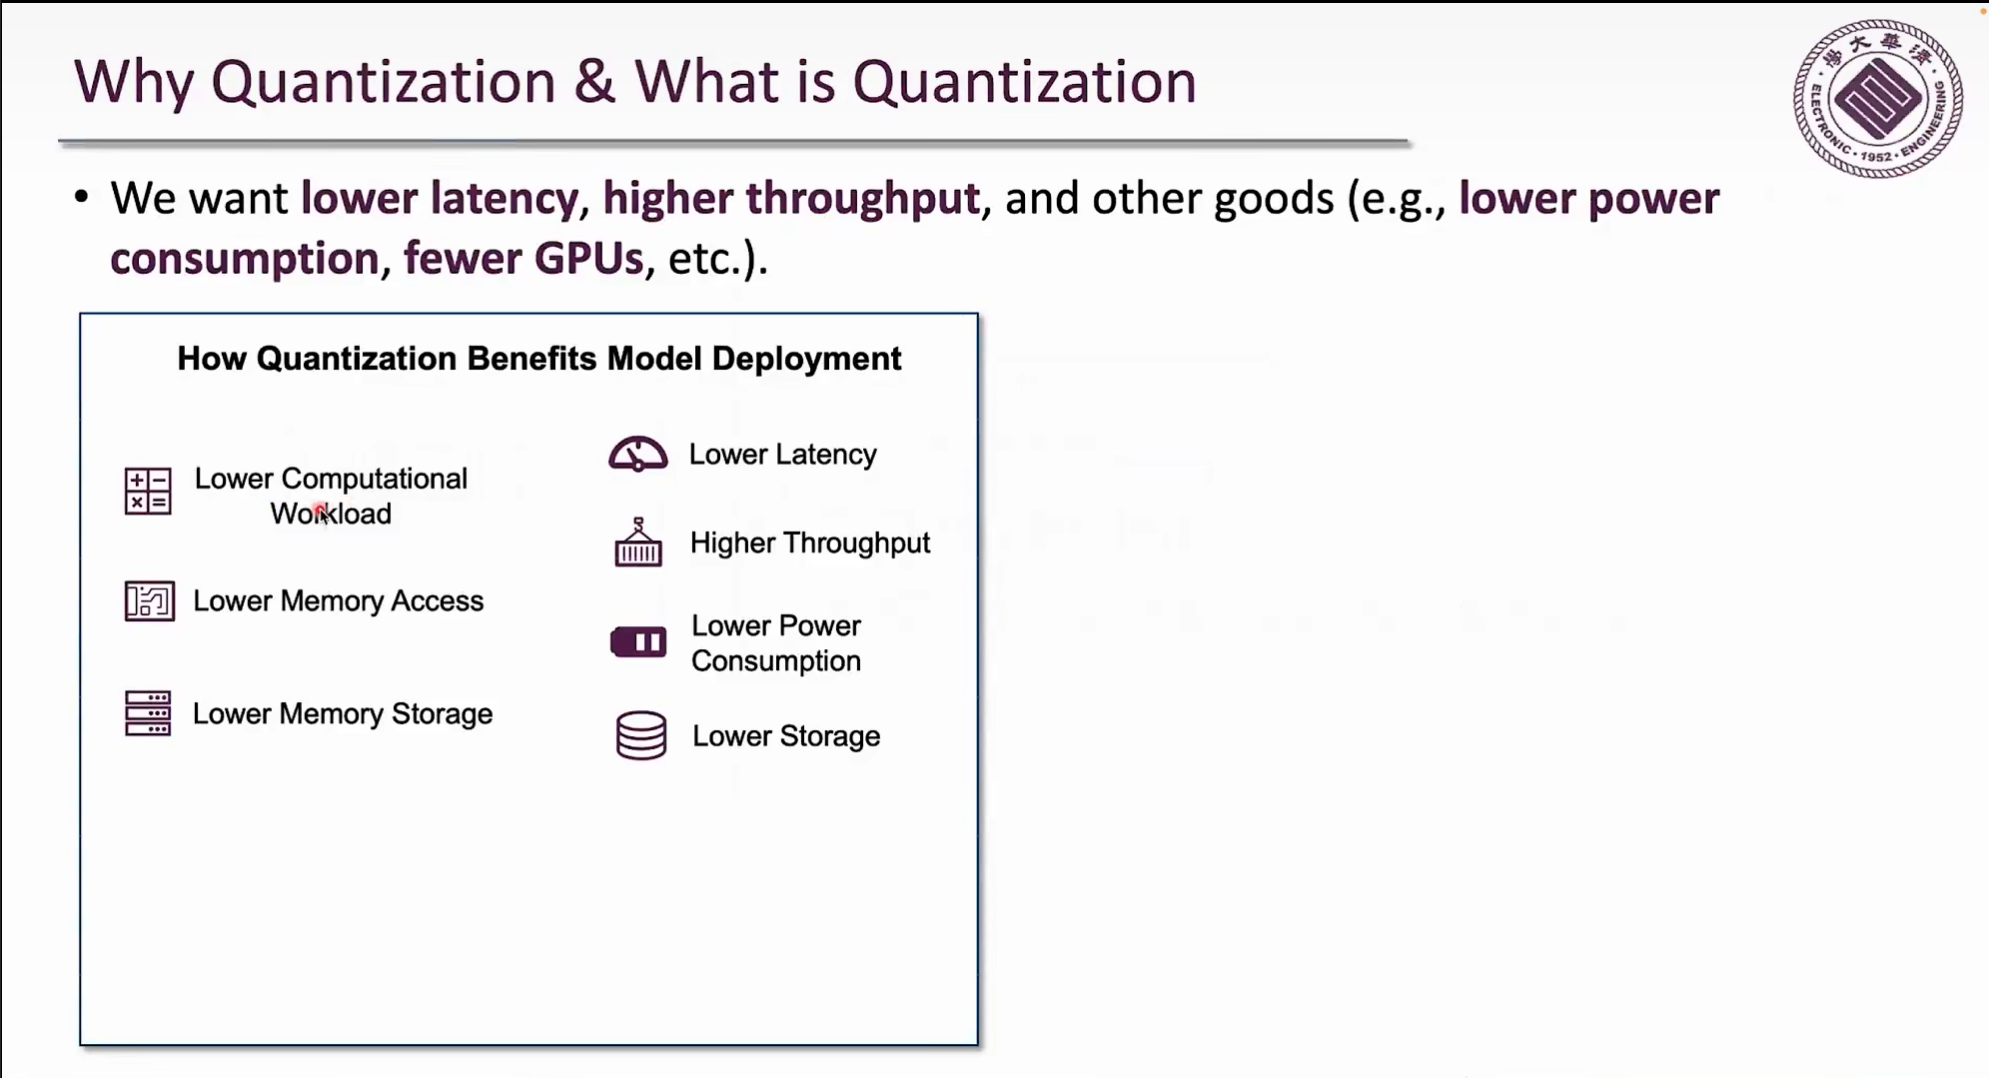 Why Quantization & What is Quantization
• We want lower latency, higher throughput, and other goods (e.g., lower power
consumption, fewer GPUs, etc.).
How Quantization Benefits Model Deployment
Lower Computational
Workload
Lower Memory Access
Lower Memory Storage
Lower Latency
Higher Throughput
Lower Power
Consumption
Lower Storage
學大華清
ELECTRONIC · 1952 · ENGINEERING